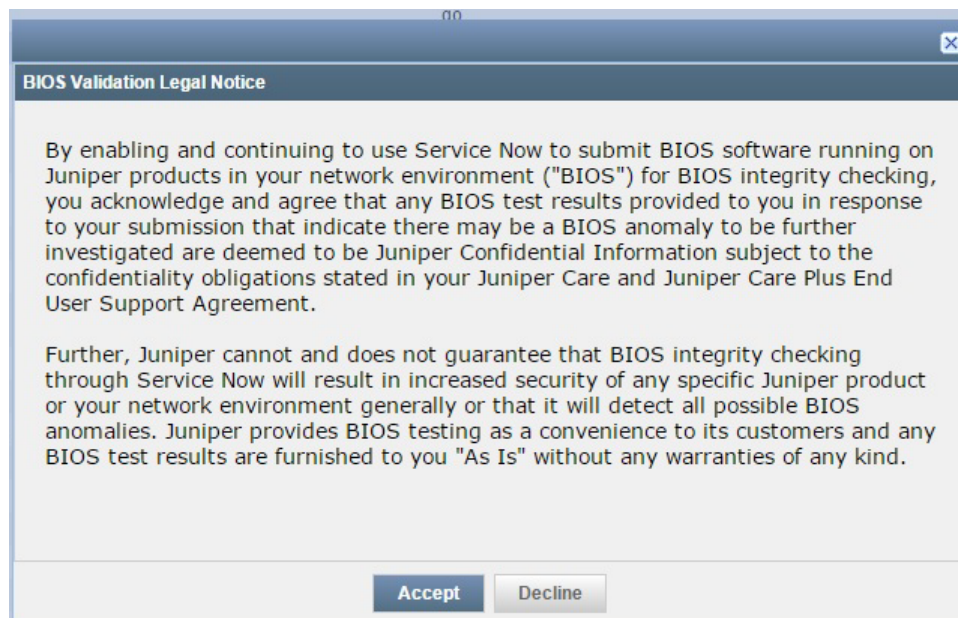 go
BIOS Validation Legal Notice
By enabling and continuing to use Service Now to submit BIOS software running on
Juniper products in your network environment ("BIOS") for BIOS integrity checking,
you acknowledge and agree that any BIOS test results provided to you in response
to your submission that indicate there may be a BIOS anomaly to be further
investigated are deemed to be Juniper Confidential Information subject to the
confidentiality obligations stated in your Juniper Care and Juniper Care Plus End
User Support Agreement.
Further, Juniper cannot and does not guarantee that BIOS integrity checking
through Service Now will result in increased security of any specific Juniper product
or your network environment generally or that it will detect all possible BIOS
anomalies. Juniper provides BIOS testing as a convenience to its customers and any
BIOS test results are furnished to you "As Is" without any warranties of any kind.
Accept Decline